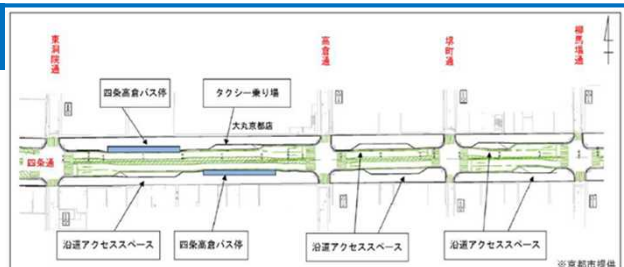 東洞院通
高倉通
堺町通
柳馬場通
四条高倉バス停
タクシー乗り場
大丸京都店
四条通
沿道アクセススペース
四条高倉バス停
沿道アクセススペース
沿道アクセススペース
※京都市提供